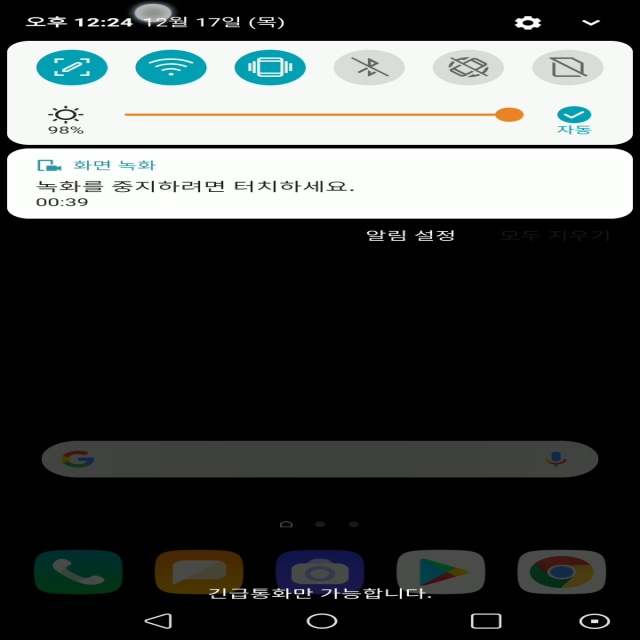 오후 12:24 12월 17일 (목)
98%
자동
화면 녹화
녹화를 중지하려면 터치하세요.
00:39
알림 설정 모두 지우기
긴급통화만 가능합니다.